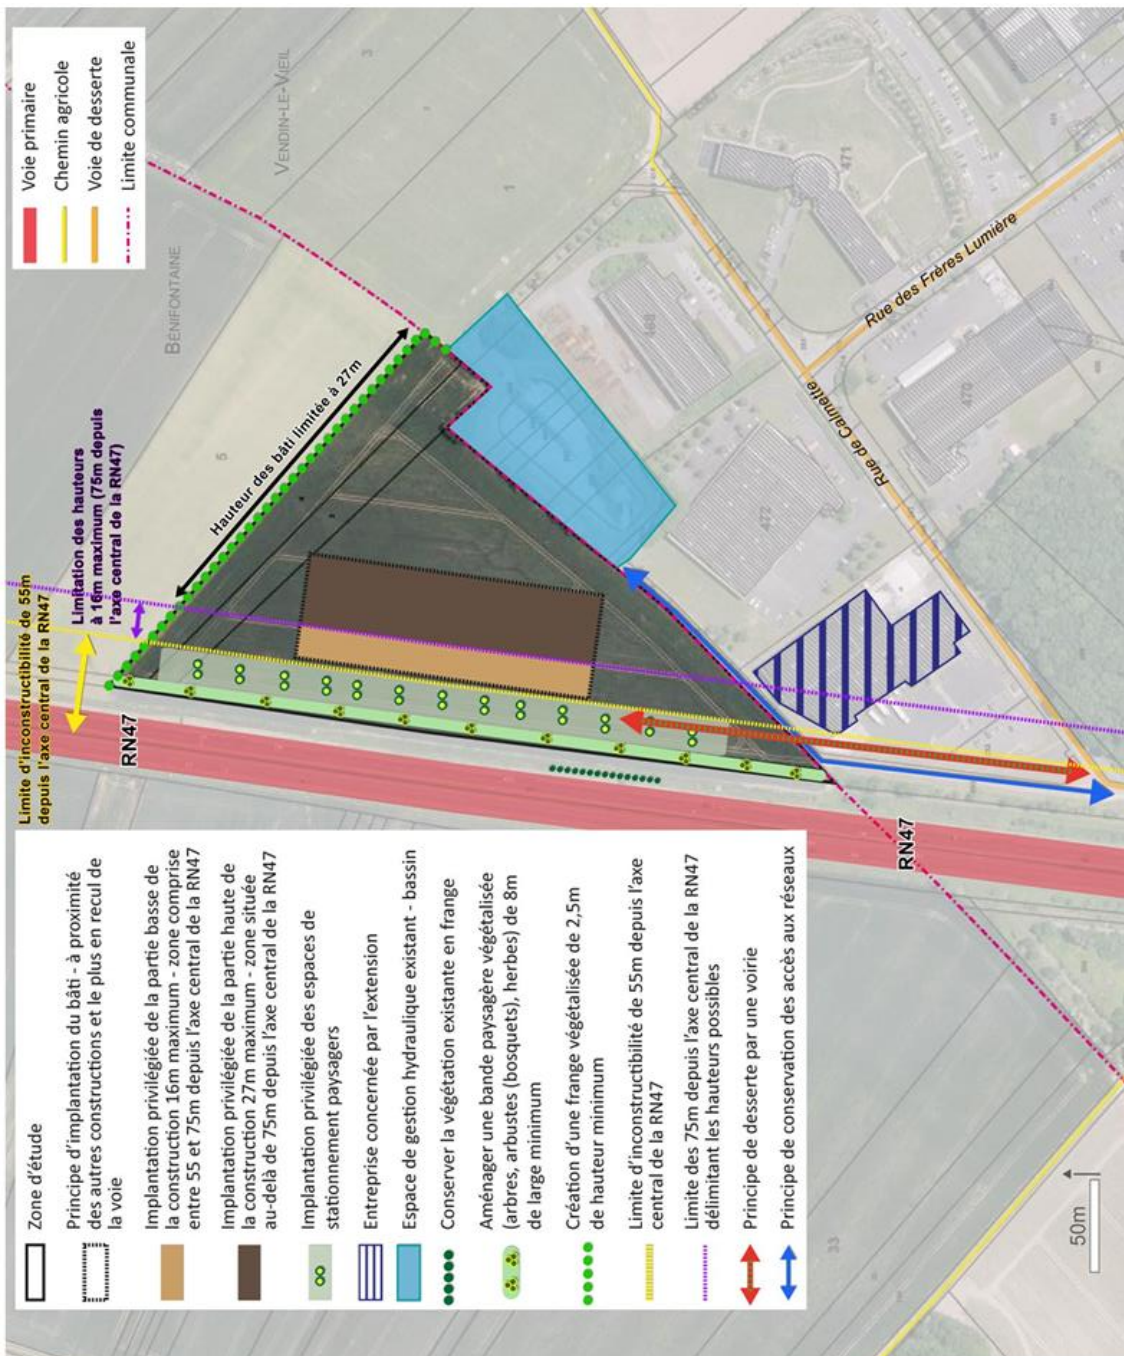 Voie primaire
Chemin agricole
Voie de desserte
Limite communale
VENDIN-LE-VIEIL
BÉNIFONTAINE
3
1
5
471
468
470
472
33
Rue des Frères Lumière
Rue de Calmette
Hauteur des bâti limitée à 27m
Limitation des hauteurs
à 16m maximum (75m depuis
l'axe central de la RN47)
Limite d'inconstructibilité de 55m
depuis l'axe central de la RN47
RN47
RN47
Zone d'étude
Principe d'implantation du bâti - à proximité
des autres constructions et le plus en recul de
la voie
Implantation privilégiée de la partie basse de
la construction 16m maximum - zone comprise
entre 55 et 75m depuis l'axe central de la RN47
Implantation privilégiée de la partie haute de
la construction 27m maximum - zone située
au-delà de 75m depuis l'axe central de la RN47
Implantation privilégiée des espaces de
stationnement paysagers
Entreprise concernée par l'extension
Espace de gestion hydraulique existant - bassin
Conserver la végétation existante en frange
Aménager une bande paysagère végétalisée
(arbres, arbustes (bosquets), herbes) de 8m
de large minimum
Création d'une frange végétalisée de 2,5m
de hauteur minimum
Limite d'inconstructibilité de 55m depuis l'axe
central de la RN47
Limite des 75m depuis l'axe central de la RN47
délimitant les hauteurs possibles
Principe de desserte par une voirie
Principe de conservation des accès aux réseaux
50m